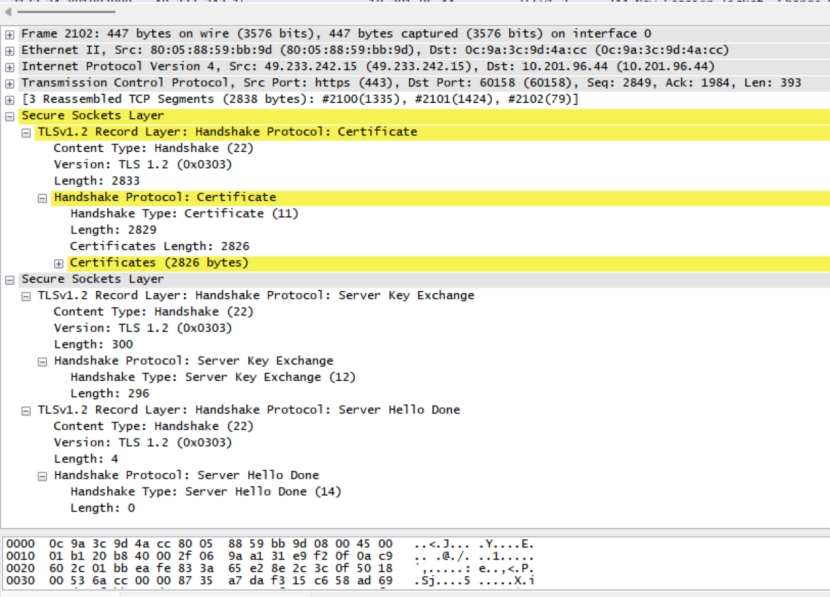 Frame 2102: 447 bytes on wire (3576 bits), 447 bytes captured (3576 bits) on interface 0
Ethernet II, Src: 80:05:88:59:bb:9d (80:05:88:59:bb:9d), Dst: 0c:9a:3c:9d:4a:cc (0c:9a:3c:9d:4a:cc)
Internet Protocol Version 4, Src: 49.233.242.15 (49.233.242.15), Dst: 10.201.96.44 (10.201.96.44)
Transmission Control Protocol, Src Port: https (443), Dst Port: 60158 (60158), Seq: 2849, Ack: 1984, Len: 393
[3 Reassembled TCP Segments (2838 bytes): #2100(1335), #2101(1424), #2102(79)]
Secure Sockets Layer
TLSv1.2 Record Layer: Handshake Protocol: Certificate
Content Type: Handshake (22)
Version: TLS 1.2 (0x0303)
Length: 2833
Handshake Protocol: Certificate
Handshake Type: Certificate (11)
Length: 2829
Certificates Length: 2826
Certificates (2826 bytes)
Secure Sockets Layer
TLSv1.2 Record Layer: Handshake Protocol: Server Key Exchange
Content Type: Handshake (22)
Version: TLS 1.2 (0x0303)
Length: 300
Handshake Protocol: Server Key Exchange
Handshake Type: Server Key Exchange (12)
Length: 296
TLSv1.2 Record Layer: Handshake Protocol: Server Hello Done
Content Type: Handshake (22)
Version: TLS 1.2 (0x0303)
Length: 4
Handshake Protocol: Server Hello Done
Handshake Type: Server Hello Done (14)
Length: 0
0000 0c 9a 3c 9d 4a cc 80 05 88 59 bb 9d 08 00 45 00 ..<.J... .Y....E.
0010 01 b1 20 b8 40 00 2f 06 9a a1 31 e9 f2 0f 0a c9 .. .@./. ..1.....
0020 60 2c 01 bb ea fe 83 3a 65 e2 8e 2c 3c 0f 50 18 `,.....: e..,<.P.
0030 00 53 6a cc 00 00 87 35 a7 da f3 15 c6 58 ad 69 .Sj....5 .....X.i